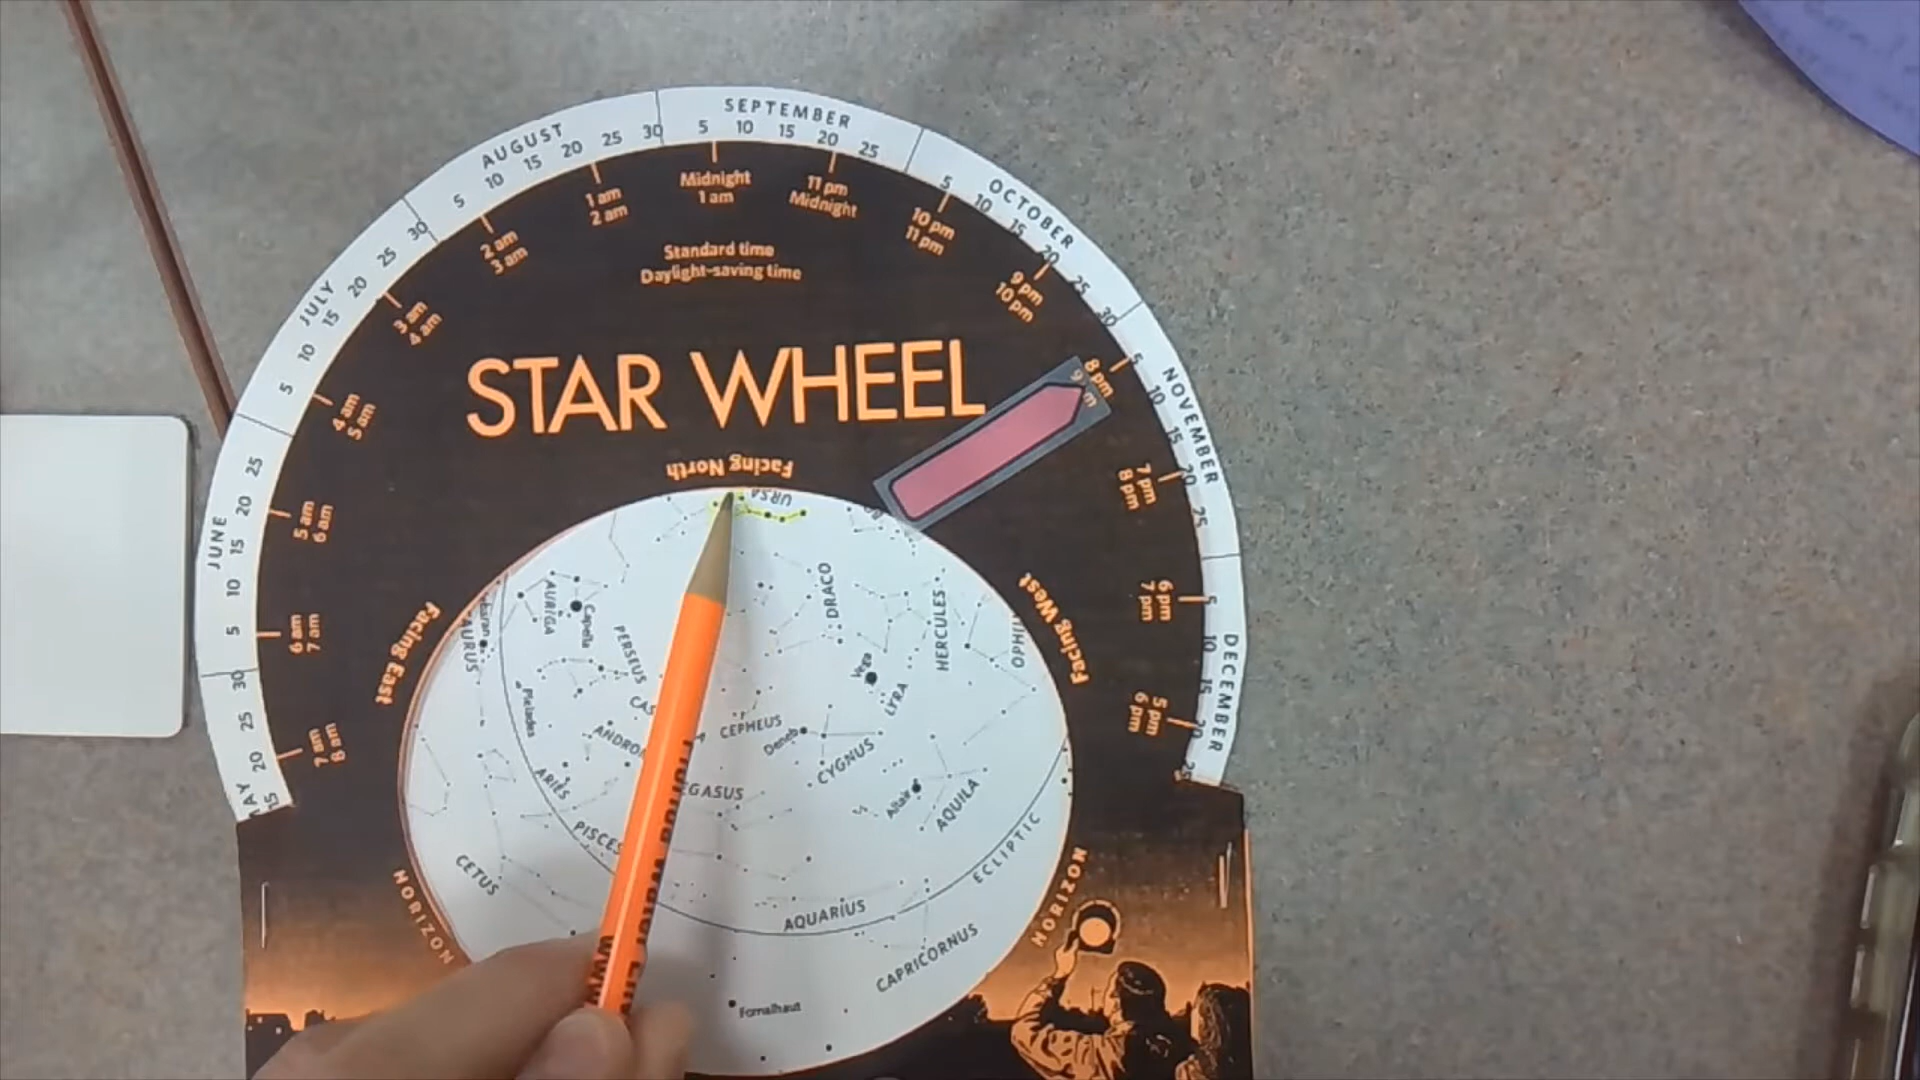 SEPTEMBER
5 10 15 20 25
AUGUST
5 10 15 20 25 30
OCTOBER
5 10 15 20 25 30
JULY
5 10 15 20 25 30
NOVEMBER
5 10 15 20 25
JUNE
5 10 15 20 25
DECEMBER
5 10 15 20 25
15 20 25 30
Midnight
1 am
11 pm
Midnight
1 am
2 am
10 pm
11 pm
2 am
3 am
9 pm
10 pm
3 am
4 am
8 pm
4 am
5 am
7 pm
8 pm
5 am
6 am
6 pm
7 pm
6 am
7 am
5 pm
6 pm
7 am
8 am
Standard time
Daylight-saving time
STAR WHEEL
Facing North
URSA
Facing East
Facing West
DRACO
AURIGA
Capella
HERCULES
PERSEUS
Vega
LYRA
Pleiades
CEPHEUS
Deneb
CYGNUS
ARIES
Altair
AQUILA
PISCES
ECLIPTIC
CETUS
AQUARIUS
CAPRICORNUS
HORIZON
HORIZON
Fomalhaut